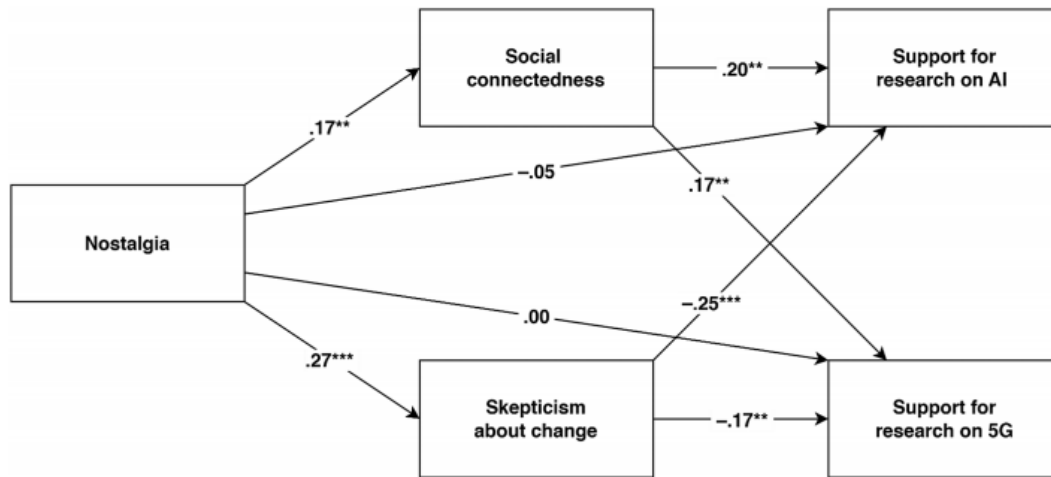 Social
connectedness
Support for
research on AI
.20**
.17**
–.05
.17**
Nostalgia
–.25***
.00
.27***
Skepticism
about change
–.17**
Support for
research on 5G